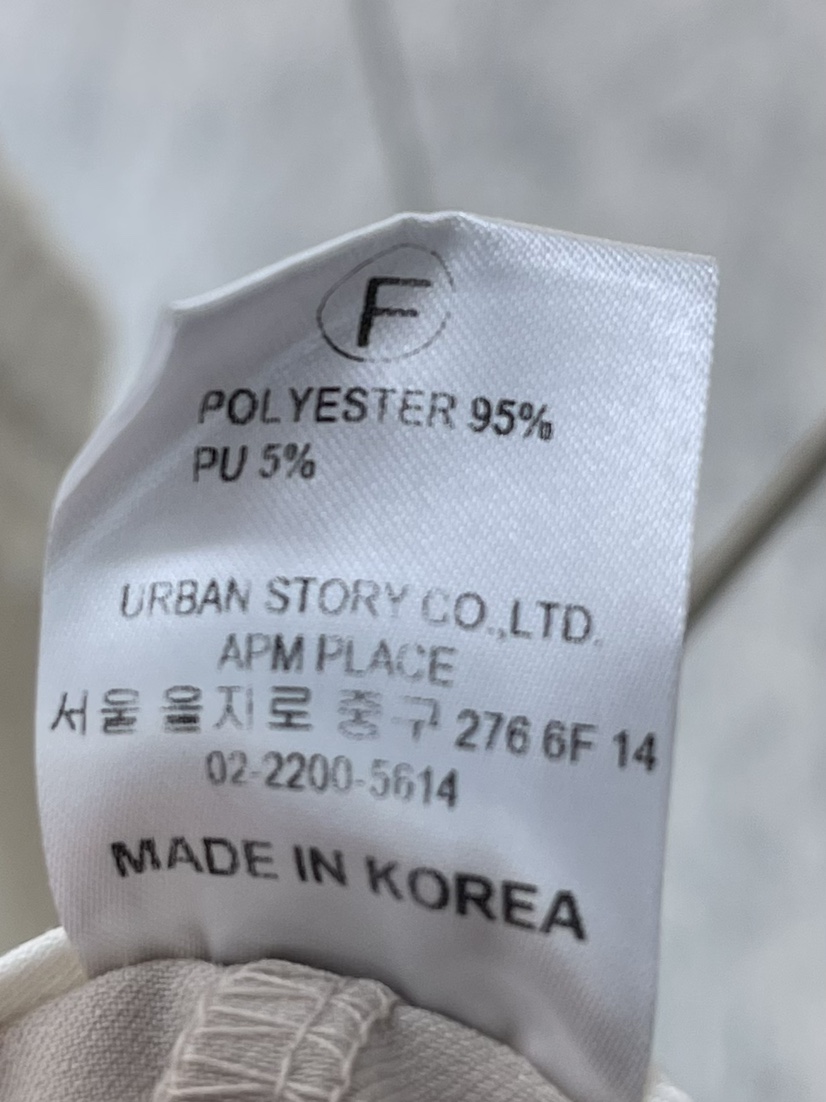 F
POLYESTER 95%
PU 5%
URBAN STORY CO.,LTD.
APM PLACE
서울 을지로 중구 276 6F 14
02-2200-5614
MADE IN KOREA